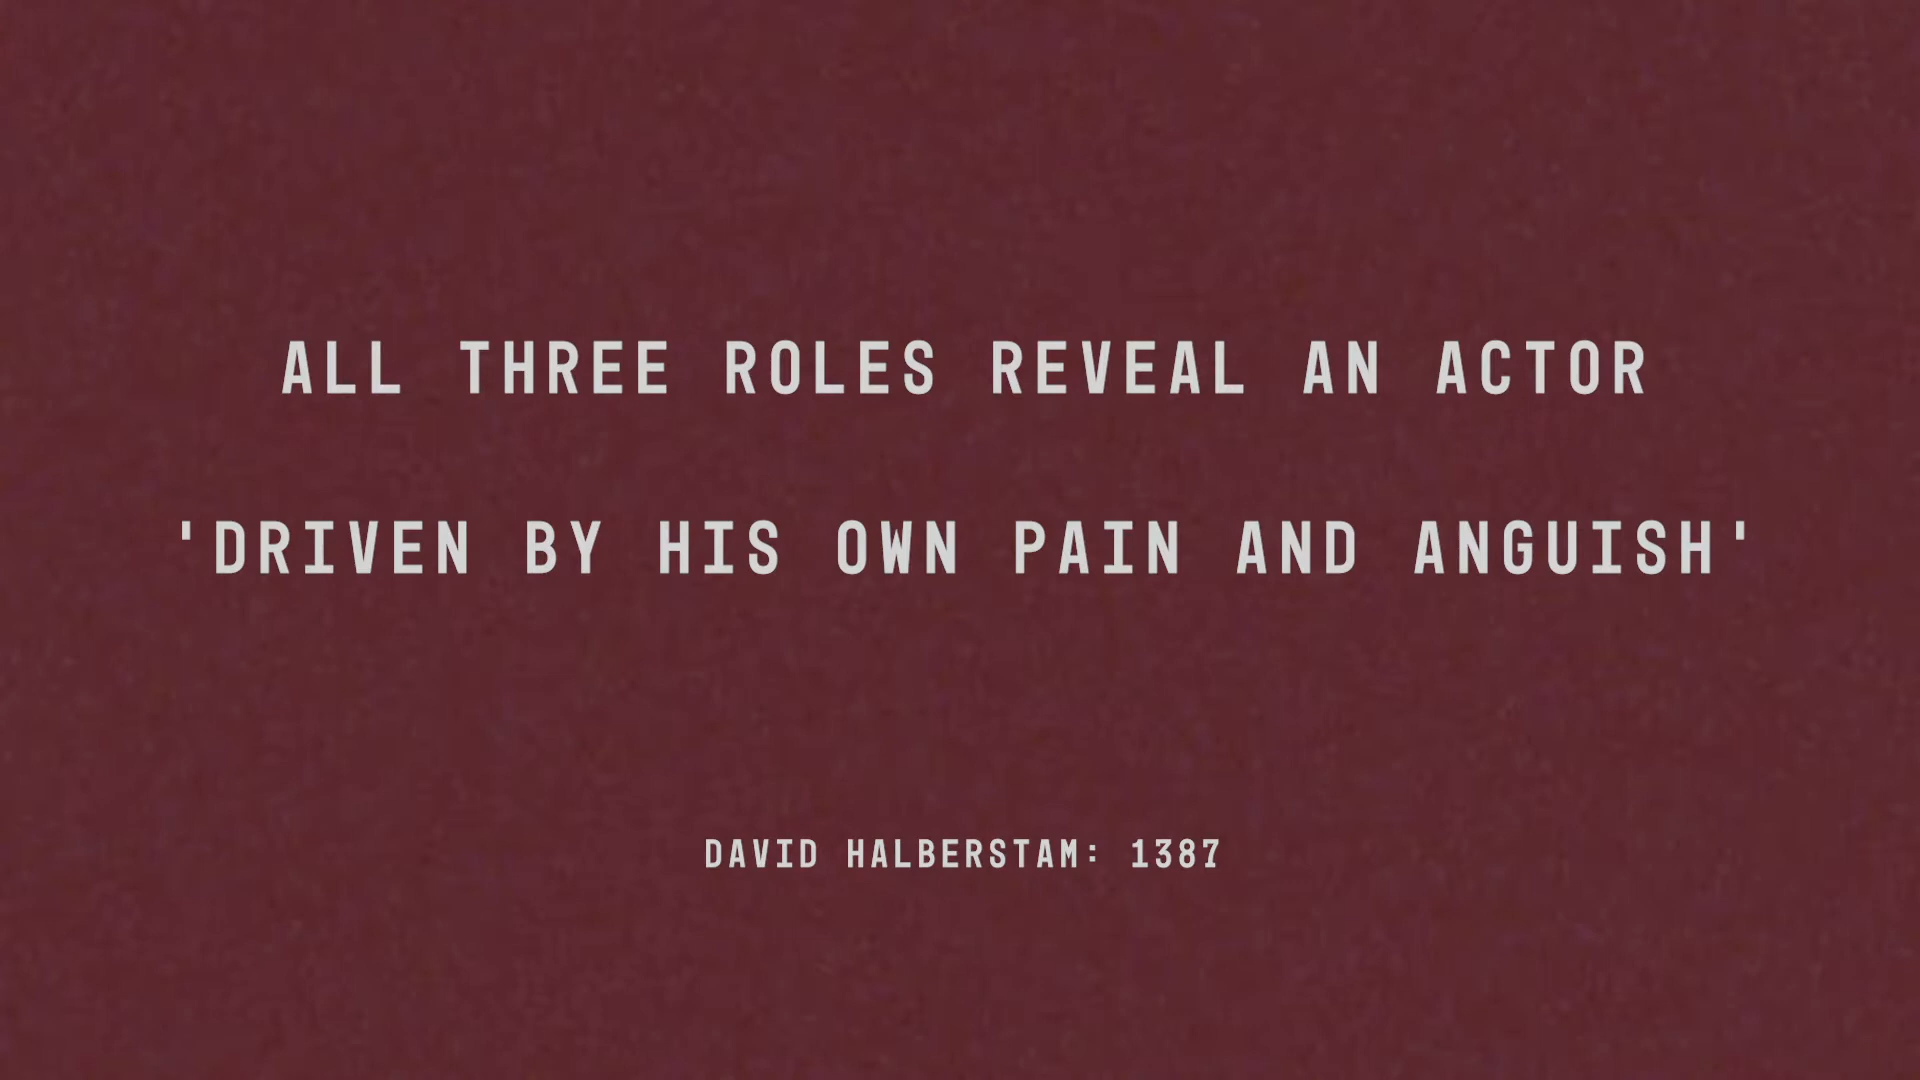 ALL THREE ROLES REVEAL AN ACTOR
'DRIVEN BY HIS OWN PAIN AND ANGUISH'
DAVID HALBERSTAM: 1387